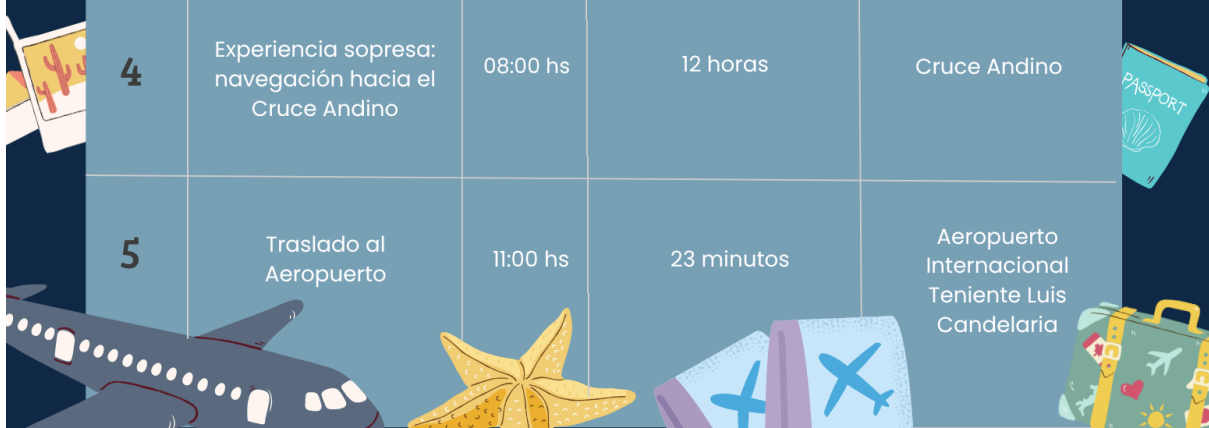 4
Experiencia sopresa:
navegación hacia el
Cruce Andino
08:00 hs
12 horas
Cruce Andino
PASSPORT
5
Traslado al
Aeropuerto
11:00 hs
23 minutos
Aeropuerto
Internacional
Teniente Luis
Candelaria